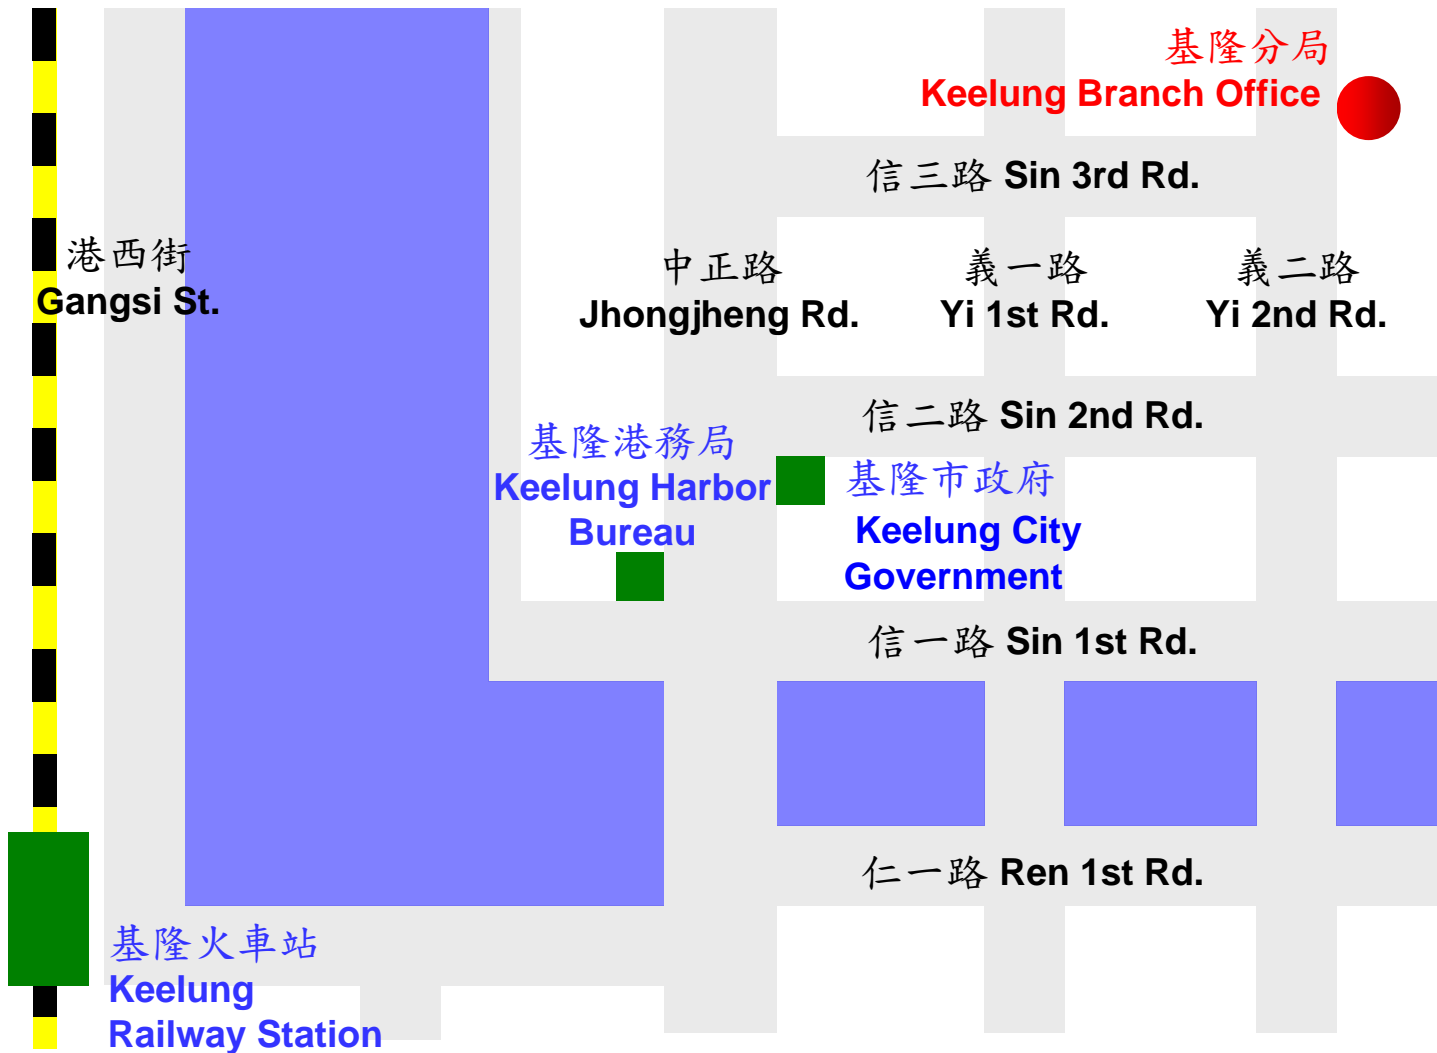 基隆分局
Keelung Branch Office
信三路 Sin 3rd Rd.
港西街
Gangsi St.
中正路
Jhongjheng Rd.
義一路
Yi 1st Rd.
義二路
Yi 2nd Rd.
信二路 Sin 2nd Rd.
基隆港務局
Keelung Harbor
Bureau
基隆市政府
Keelung City
Government
信一路 Sin 1st Rd.
仁一路 Ren 1st Rd.
基隆火車站
Keelung
Railway Station